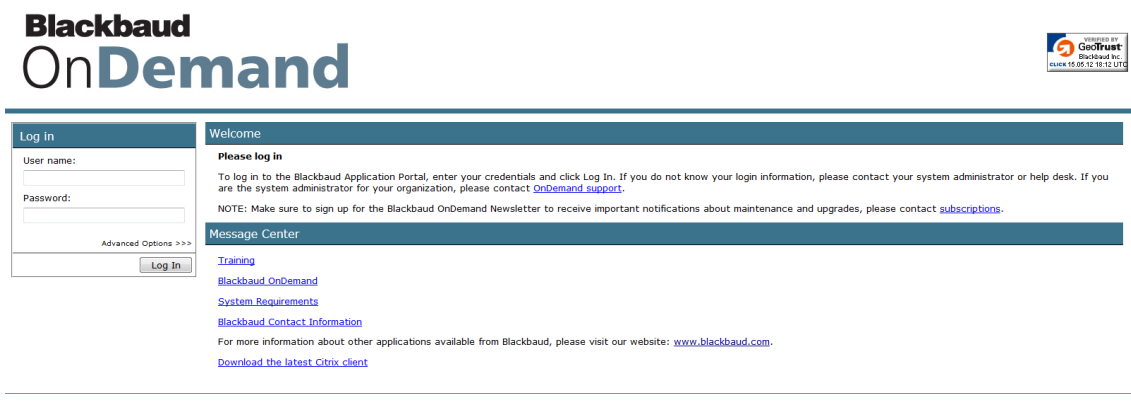 Blackbaud
OnDemand
VERIFIED BY
GeoTrust
Blackbaud Inc.
CLICK 15.05.12 18:12 UTC
Log in
User name:
Password:
Advanced Options >>>
Log In
Welcome
Please log in
To log in to the Blackbaud Application Portal, enter your credentials and click Log In. If you do not know your login information, please contact your system administrator or help desk. If you
are the system administrator for your organization, please contact OnDemand support.
NOTE: Make sure to sign up for the Blackbaud OnDemand Newsletter to receive important notifications about maintenance and upgrades, please contact subscriptions.
Message Center
Training
Blackbaud OnDemand
System Requirements
Blackbaud Contact Information
For more information about other applications available from Blackbaud, please visit our website: www.blackbaud.com.
Download the latest Citrix client